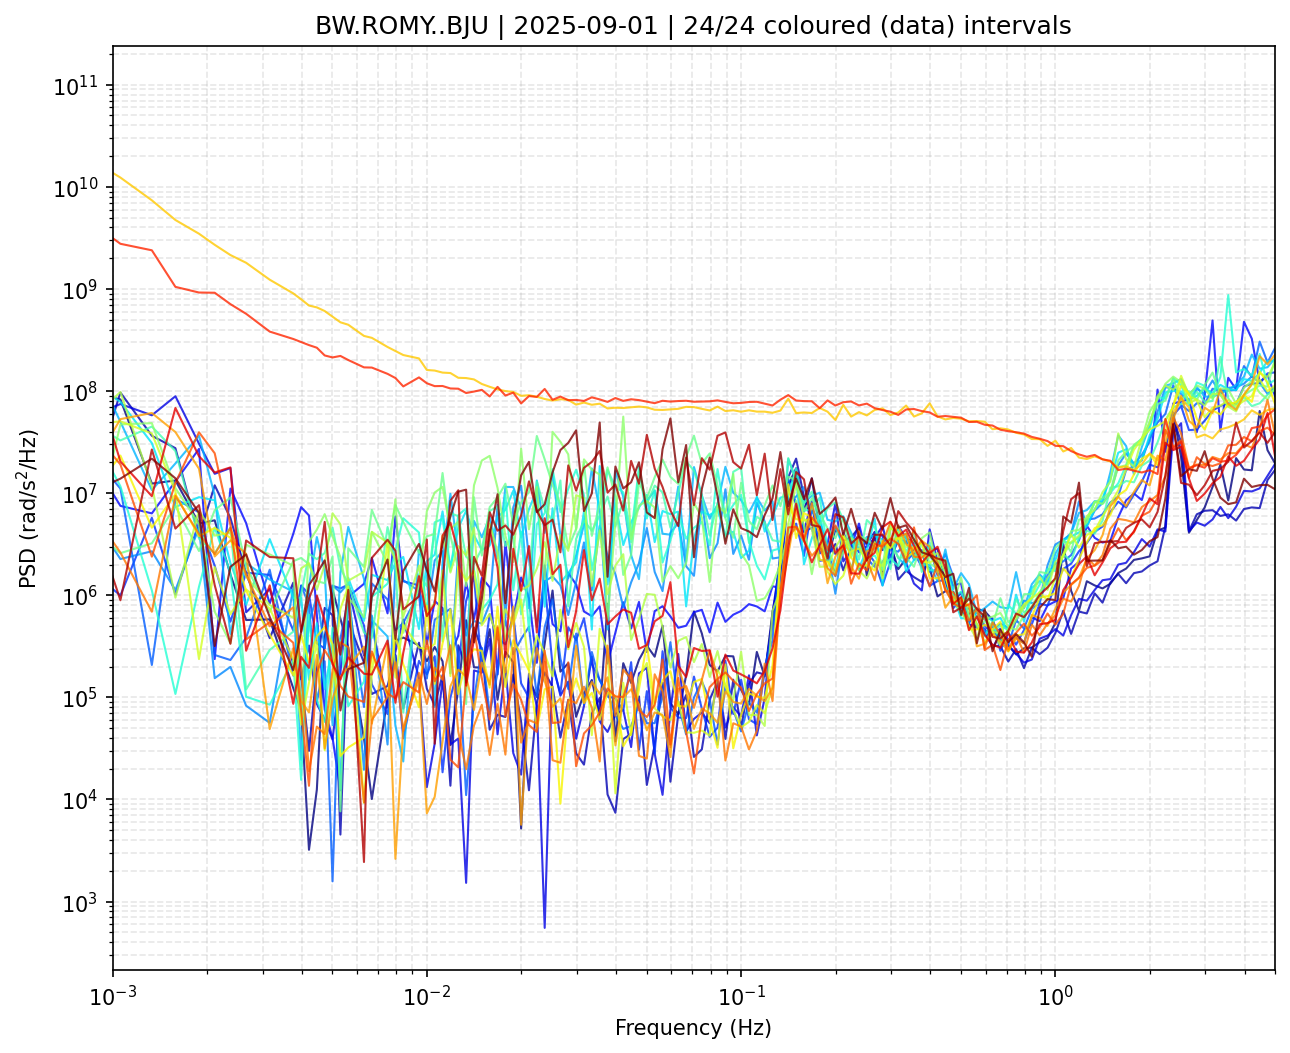 BW.ROMY..BJU | 2025-09-01 | 24/24 coloured (data) intervals
PSD (rad/s²/Hz)
10¹¹
10¹⁰
10⁹
10⁸
10⁷
10⁶
10⁵
10⁴
10³
10⁻³ 10⁻² 10⁻¹ 10⁰
Frequency (Hz)